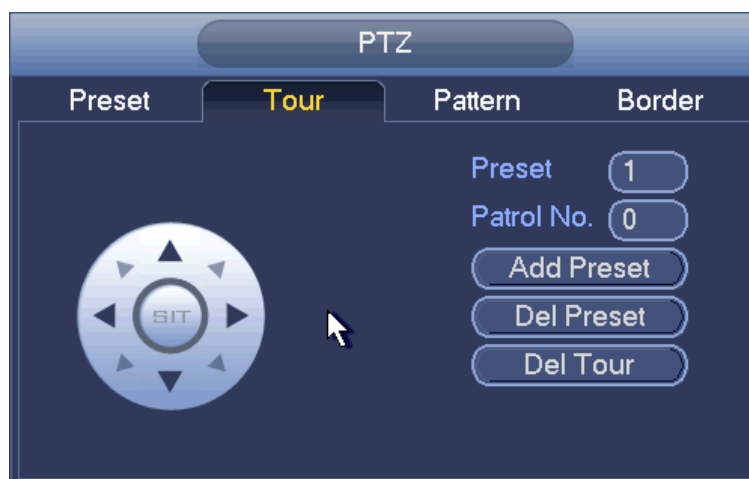 PTZ
Preset Tour Pattern Border
Preset 1
Patrol No. 0
Add Preset
SIT
Del Preset
Del Tour